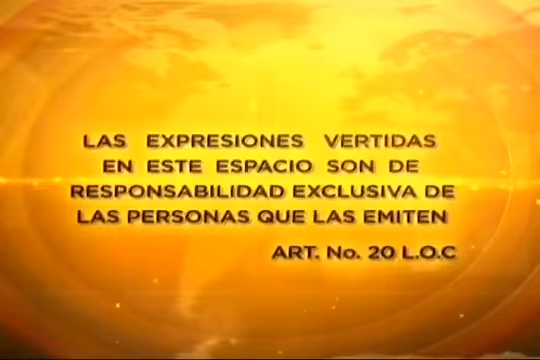 LAS EXPRESIONES VERTIDAS
EN ESTE ESPACIO SON DE
RESPONSABILIDAD EXCLUSIVA DE
LAS PERSONAS QUE LAS EMITEN
ART. No. 20 L.O.C